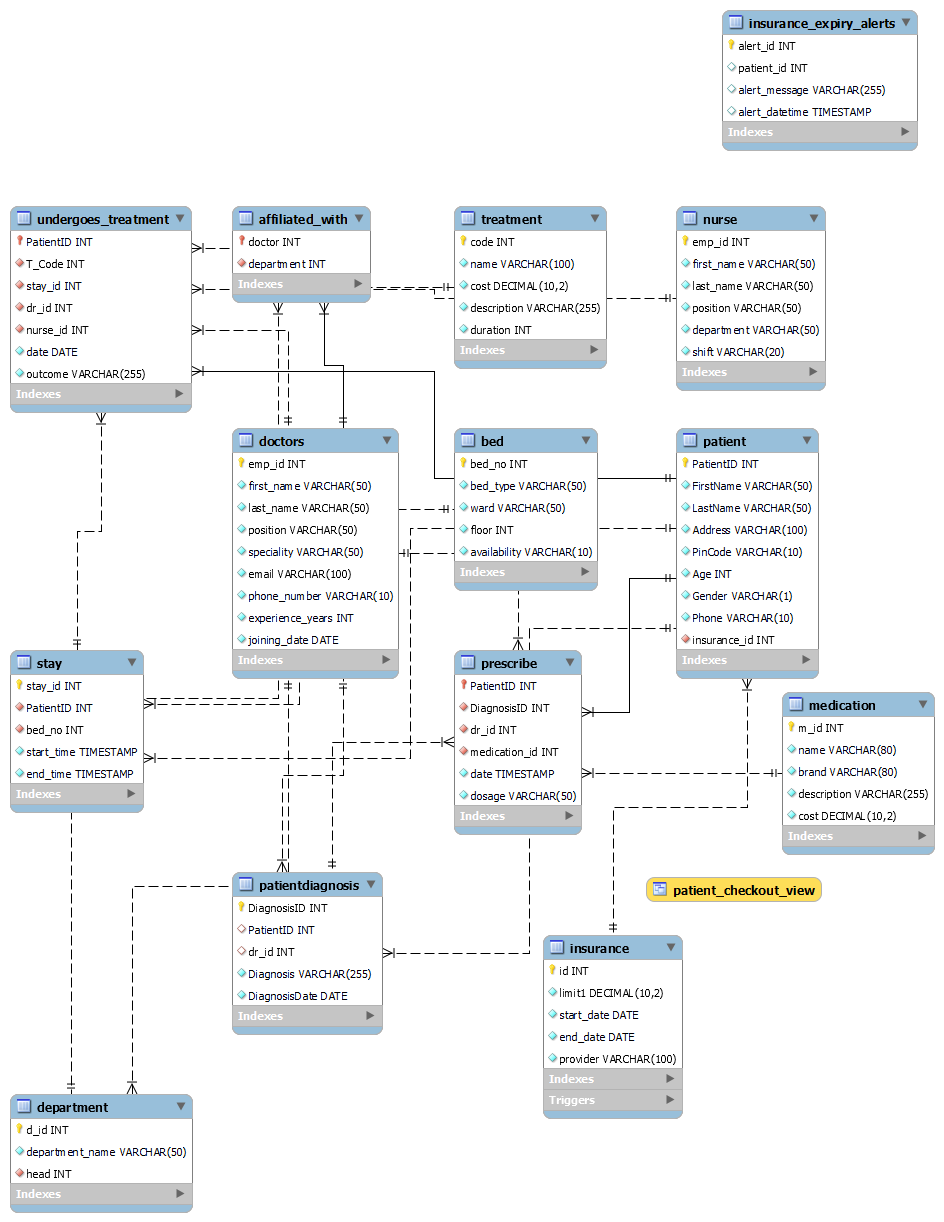 insurance_expiry_alerts
alert_id INT
patient_id INT
alert_message VARCHAR(255)
alert_datetime TIMESTAMP
Indexes
undergoes_treatment
PatientID INT
T_Code INT
stay_id INT
dr_id INT
nurse_id INT
date DATE
outcome VARCHAR(255)
Indexes
affiliated_with
doctor INT
department INT
Indexes
treatment
code INT
name VARCHAR(100)
cost DECIMAL(10,2)
description VARCHAR(255)
duration INT
Indexes
nurse
emp_id INT
first_name VARCHAR(50)
last_name VARCHAR(50)
position VARCHAR(50)
department VARCHAR(50)
shift VARCHAR(20)
Indexes
doctors
emp_id INT
first_name VARCHAR(50)
last_name VARCHAR(50)
position VARCHAR(50)
speciality VARCHAR(50)
email VARCHAR(100)
phone_number VARCHAR(10)
experience_years INT
joining_date DATE
Indexes
bed
bed_no INT
bed_type VARCHAR(50)
ward VARCHAR(50)
floor INT
availability VARCHAR(10)
Indexes
patient
PatientID INT
FirstName VARCHAR(50)
LastName VARCHAR(50)
Address VARCHAR(100)
PinCode VARCHAR(10)
Age INT
Gender VARCHAR(1)
Phone VARCHAR(10)
insurance_id INT
Indexes
stay
stay_id INT
PatientID INT
bed_no INT
start_time TIMESTAMP
end_time TIMESTAMP
Indexes
prescribe
PatientID INT
DiagnosisID INT
dr_id INT
medication_id INT
date TIMESTAMP
dosage VARCHAR(50)
Indexes
medication
m_id INT
name VARCHAR(80)
brand VARCHAR(80)
description VARCHAR(255)
cost DECIMAL(10,2)
Indexes
patientdiagnosis
DiagnosisID INT
PatientID INT
dr_id INT
Diagnosis VARCHAR(255)
DiagnosisDate DATE
Indexes
patient_checkout_view
insurance
id INT
limit1 DECIMAL(10,2)
start_date DATE
end_date DATE
provider VARCHAR(100)
Indexes
Triggers
department
d_id INT
department_name VARCHAR(50)
head INT
Indexes